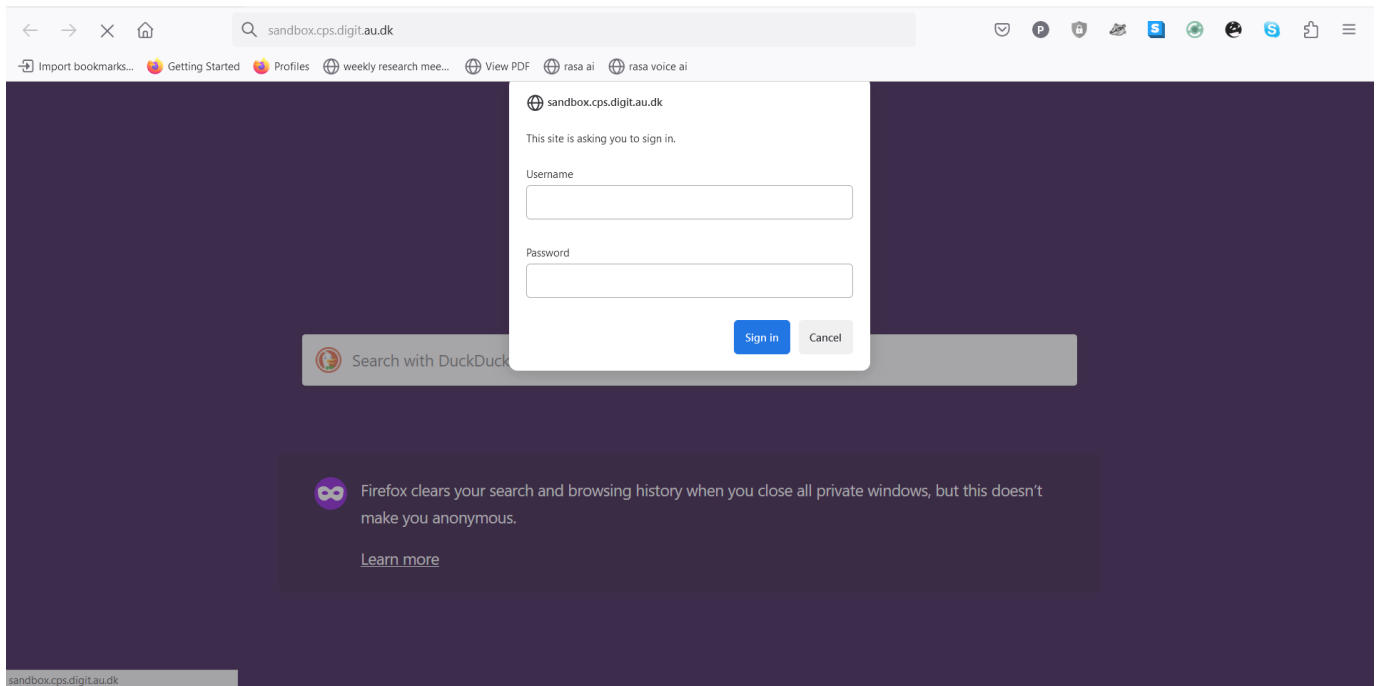 sandbox.cps.digit.au.dk
P
S
S
Import bookmarks... Getting Started Profiles weekly research mee... View PDF rasa ai rasa voice ai
sandbox.cps.digit.au.dk
This site is asking you to sign in.
Username
Password
Sign in Cancel
Search with DuckDuck
Firefox clears your search and browsing history when you close all private windows, but this doesn't
make you anonymous.
Learn more
sandbox.cps.digit.au.dk